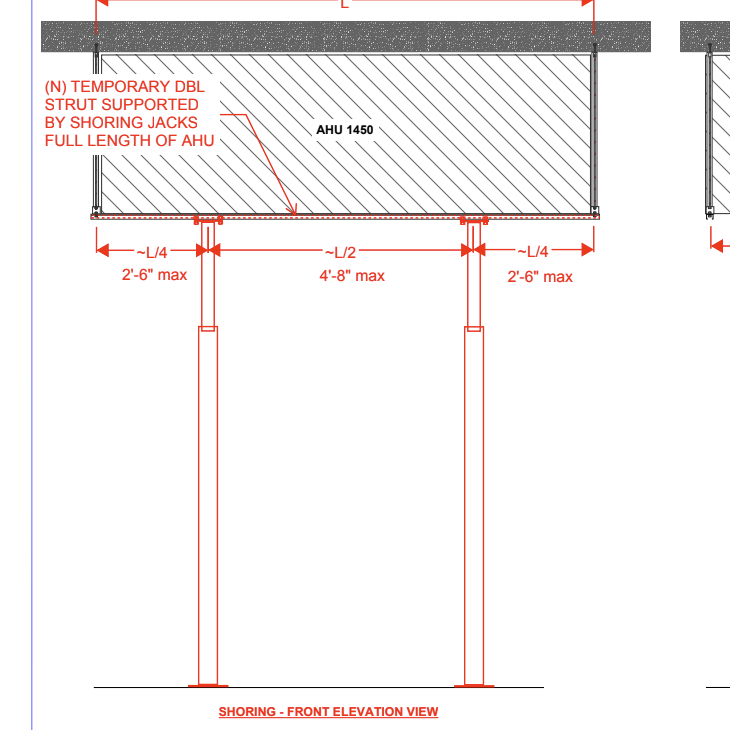 L
(N) TEMPORARY DBL
STRUT SUPPORTED
BY SHORING JACKS
FULL LENGTH OF AHU
AHU 1450
~L/4
~L/2
~L/4
2'-6" max
4'-8" max
2'-6" max
SHORING - FRONT ELEVATION VIEW